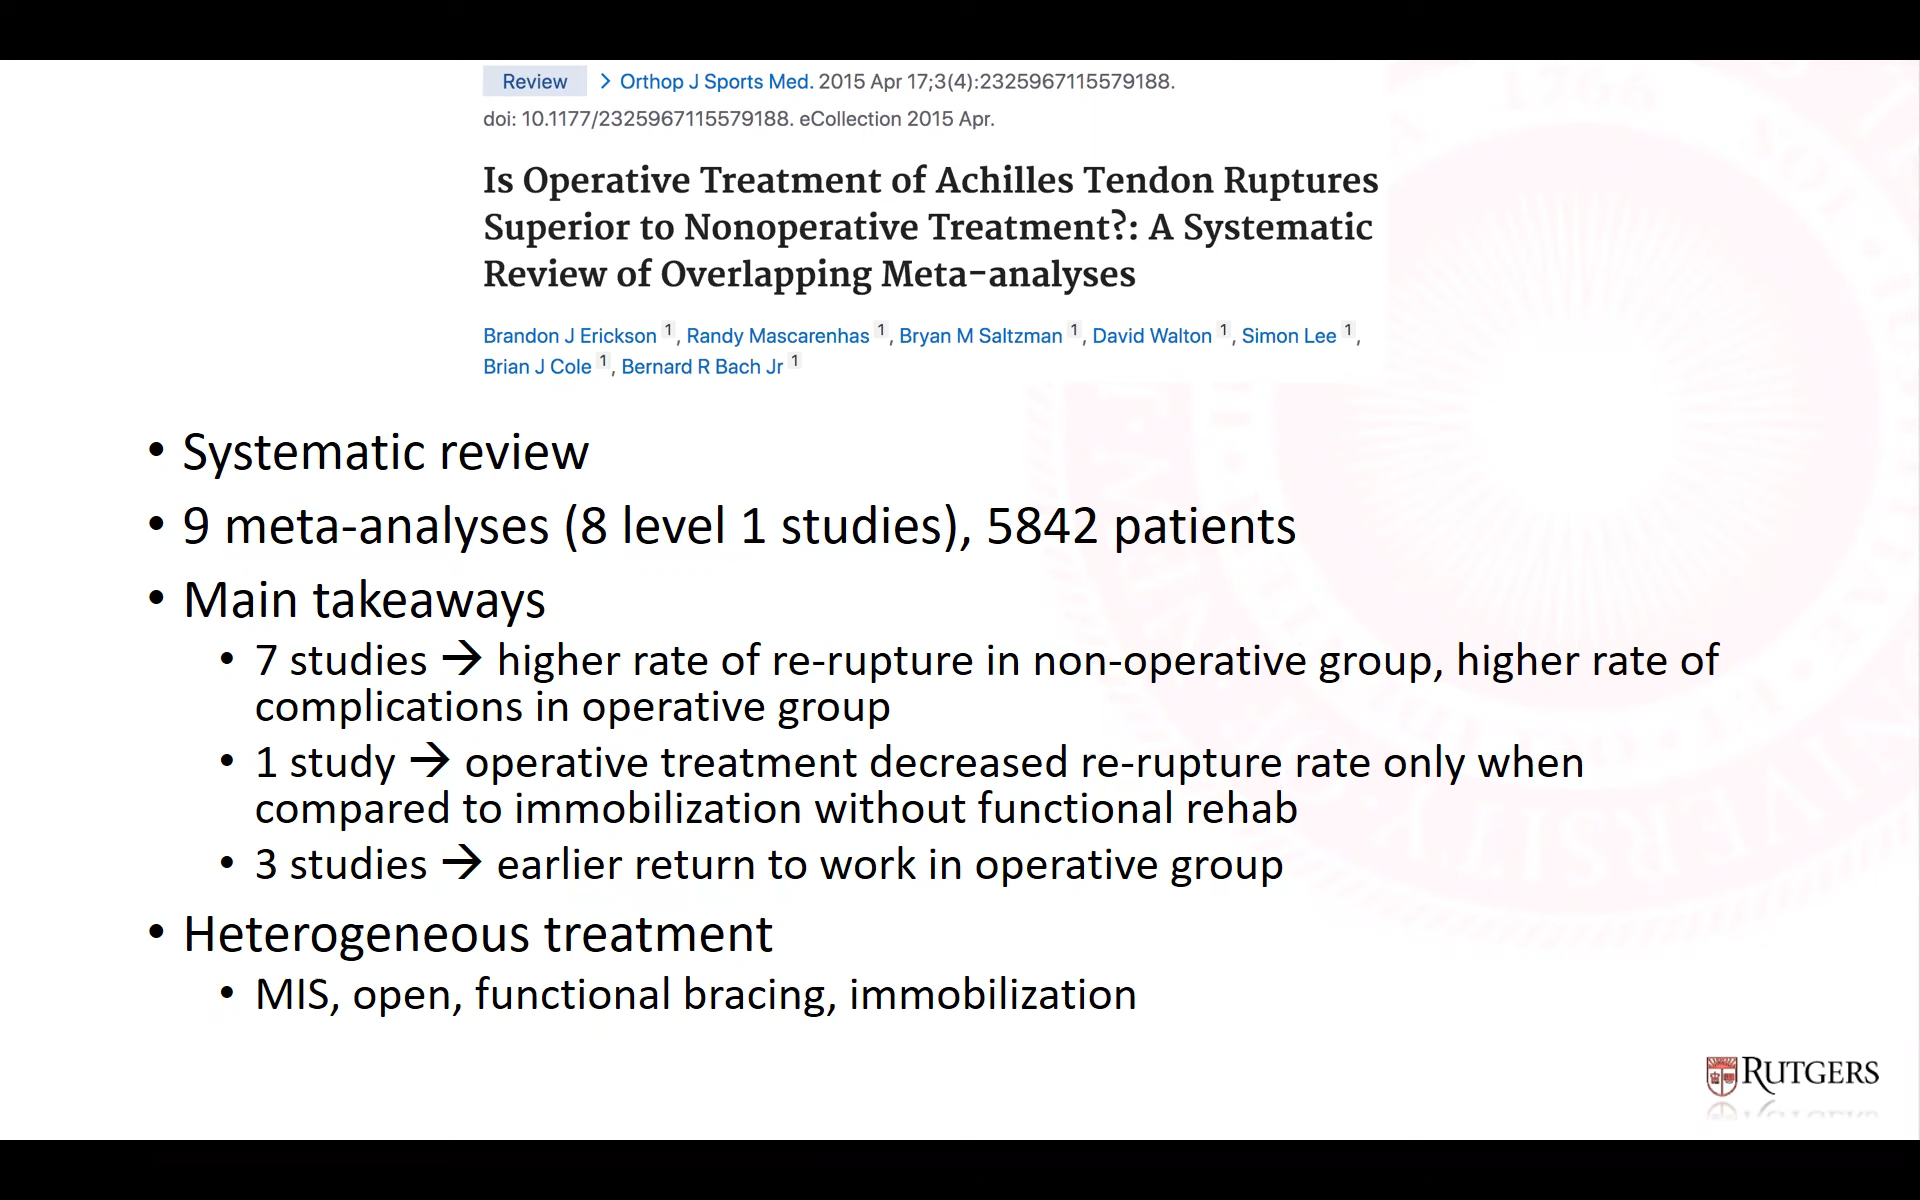 Review > Orthop J Sports Med. 2015 Apr 17;3(4):2325967115579188.
doi: 10.1177/2325967115579188. eCollection 2015 Apr.
Is Operative Treatment of Achilles Tendon Ruptures
Superior to Nonoperative Treatment?: A Systematic
Review of Overlapping Meta-analyses
Brandon J Erickson 1, Randy Mascarenhas 1, Bryan M Saltzman 1, David Walton 1, Simon Lee 1,
Brian J Cole 1, Bernard R Bach Jr 1
• Systematic review
• 9 meta-analyses (8 level 1 studies), 5842 patients
• Main takeaways
• 7 studies → higher rate of re-rupture in non-operative group, higher rate of
complications in operative group
• 1 study → operative treatment decreased re-rupture rate only when
compared to immobilization without functional rehab
• 3 studies → earlier return to work in operative group
• Heterogeneous treatment
• MIS, open, functional bracing, immobilization
RUTGERS